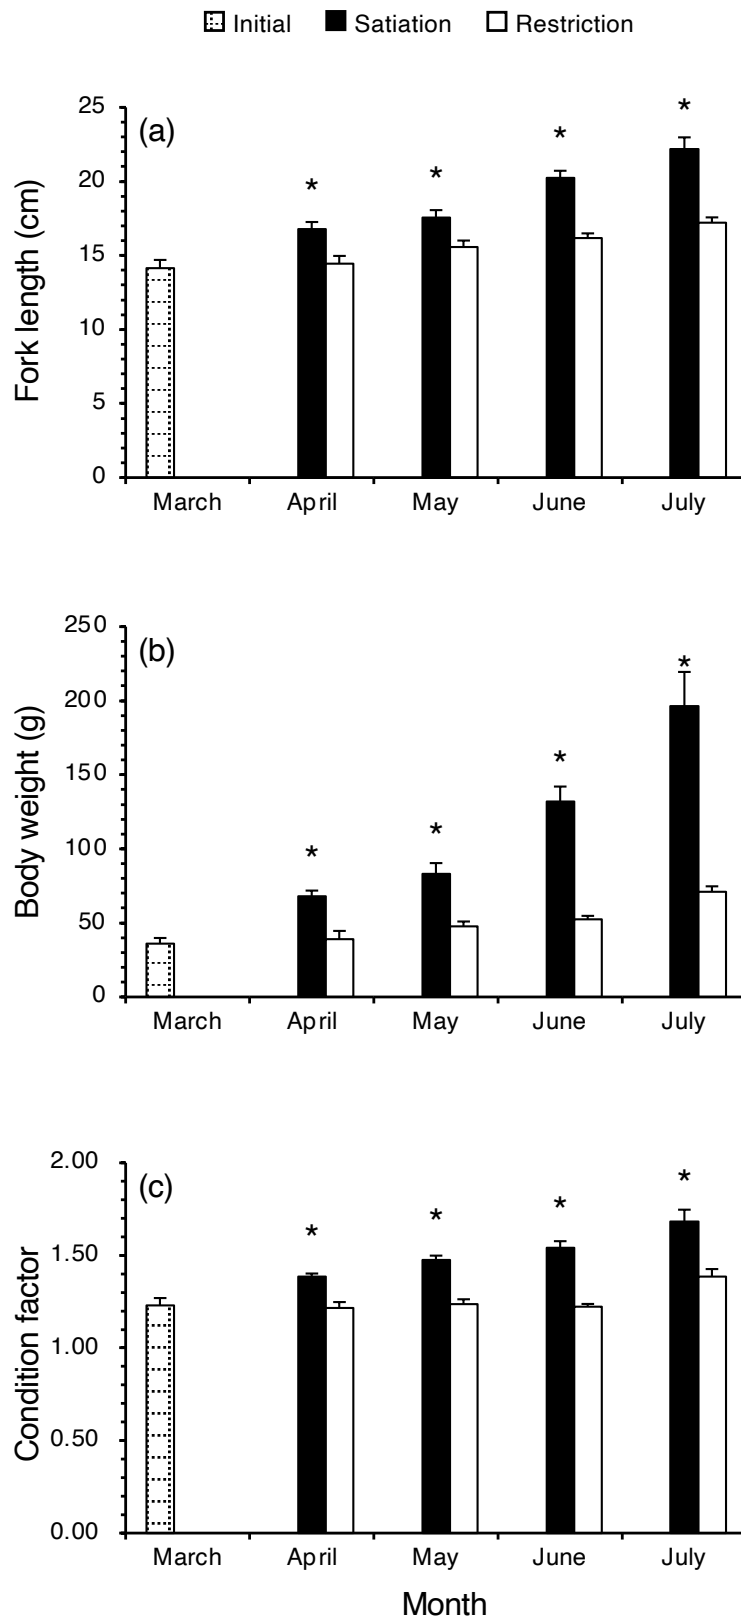 Initial Satiation Restriction
(a)
Fork length (cm)
25
20
15
10
5
0
* * * *
March April May June July
(b)
Body weight (g)
250
200
150
100
50
0
* * * *
March April May June July
(c)
Condition factor
2.00
1.50
1.00
0.50
0.00
* * * *
March April May June July
Month